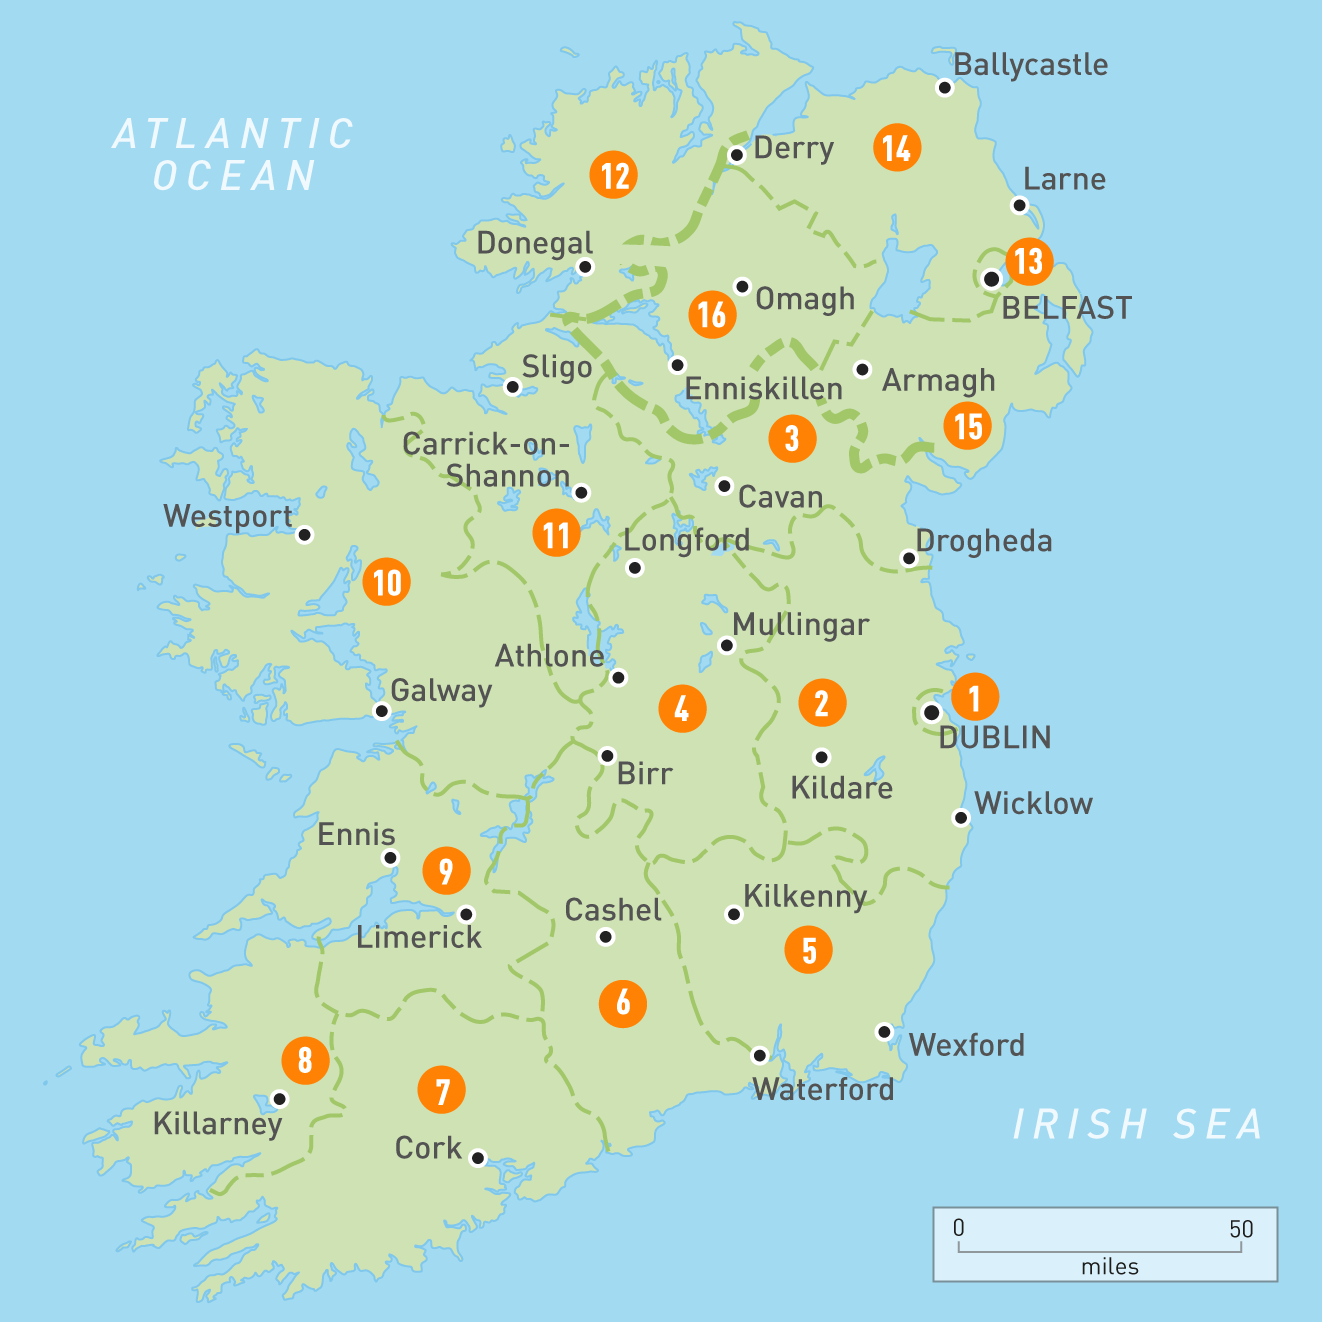 Ballycastle
ATLANTIC
OCEAN
Derry
14
12
Larne
Donegal
13
Omagh
BELFAST
16
Sligo
Enniskillen
Armagh
15
3
Carrick-on-
Shannon
Cavan
Westport
11
Longford
Drogheda
10
Mullingar
Athlone
Galway
4
2
1
DUBLIN
Birr
Kildare
Wicklow
Ennis
9
Kilkenny
Cashel
Limerick
5
6
Wexford
8
7
Waterford
Killarney
IRISH SEA
Cork
0
50
miles